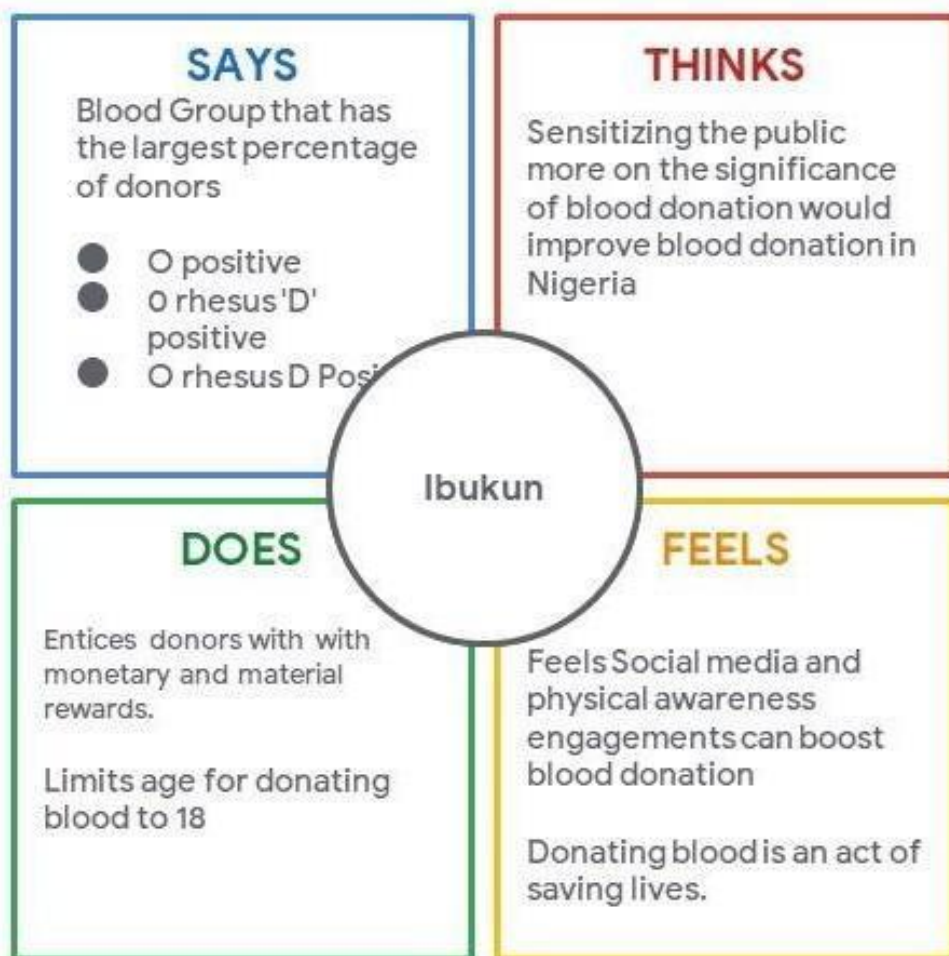 SAYS
Blood Group that has
the largest percentage
of donors
O positive
0 rhesus 'D'
positive
O rhesus D Posi
THINKS
Sensitizing the public
more on the significance
of blood donation would
improve blood donation in
Nigeria
Ibukun
DOES
Entices donors with with
monetary and material
rewards.
Limits age for donating
blood to 18
FEELS
Feels Social media and
physical awareness
engagements can boost
blood donation
Donating blood is an act of
saving lives.